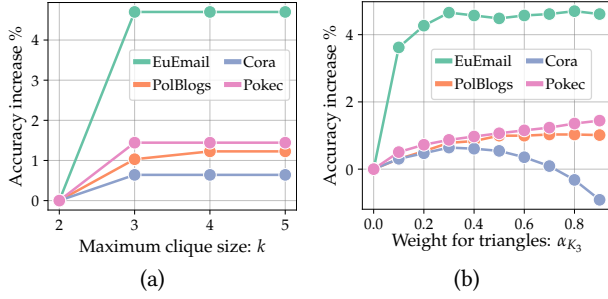 Accuracy increase %
4
3
2
1
0
EuEmail
Cora
PolBlogs
Pokec
2
3
4
5
Maximum clique size: k
(a)
Accuracy increase %
4
2
0
EuEmail
Cora
PolBlogs
Pokec
0.0
0.2
0.4
0.6
0.8
Weight for triangles: α_{K_3}
(b)